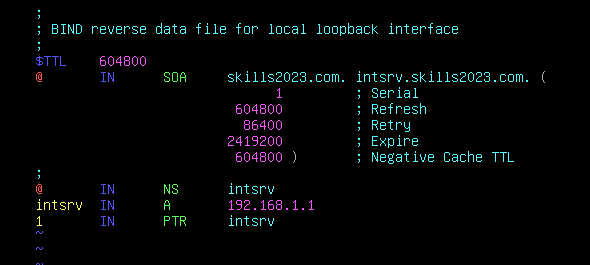 ;
; BIND reverse data file for local loopback interface
;
$TTL    604800
@       IN      SOA     skills2023.com. intsrv.skills2023.com. (
                              1         ; Serial
                         604800         ; Refresh
                          86400         ; Retry
                        2419200         ; Expire
                         604800 )       ; Negative Cache TTL
;
@       IN      NS      intsrv
intsrv  IN      A       192.168.1.1
1       IN      PTR     intsrv
~
~
~